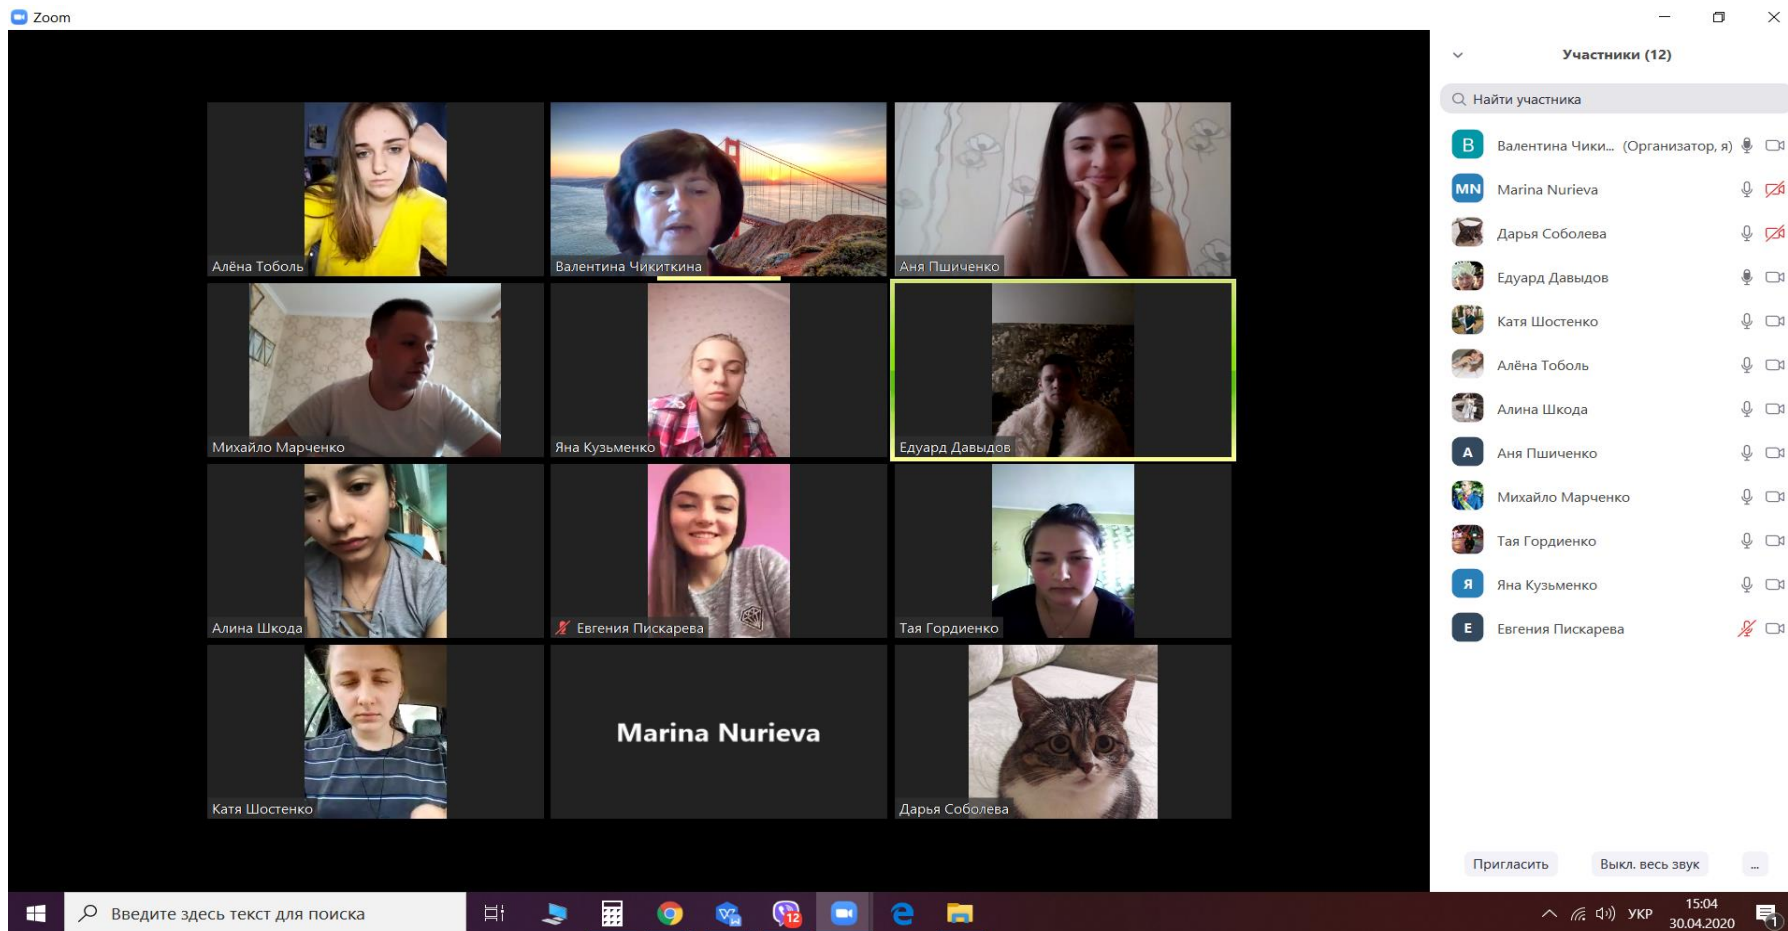 Zoom
Алёна Тоболь
Валентина Чикиткина
Аня Пшиченко
Михайло Марченко
Яна Кузьменко
Едуард Давыдов
Алина Шкода
Евгения Пискарева
Тая Гордиенко
Катя Шостенко
Marina Nurieva
Дарья Соболева
Участники (12)
Найти участника
В Валентина Чики... (Организатор, я)
MN Marina Nurieva
Дарья Соболева
Едуард Давыдов
Катя Шостенко
Алёна Тоболь
Алина Шкода
А Аня Пшиченко
Михайло Марченко
Тая Гордиенко
Я Яна Кузьменко
Е Евгения Пискарева
Пригласить Выкл. весь звук ...
Введите здесь текст для поиска
12
УКР
15:04
30.04.2020
1